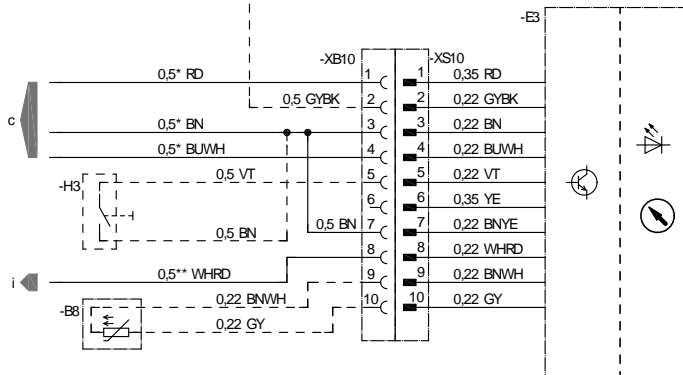 -E3
-XB10 -XS10
0,5* RD 1 1 0,35 RD
0,5 GYBK 2 2 0,22 GYBK
c 0,5* BN 3 3 0,22 BN
0,5* BUWH 4 4 0,22 BUWH
-H3 0,5 VT 5 5 0,22 VT
6 6 0,35 YE
0,5 BN 0,5 BN 7 7 0,22 BNYE
8 8 0,22 WHRD
i 0,5** WHRD 9 9 0,22 BNWH
-B8 0,22 BNWH 10 10 0,22 GY
0,22 GY